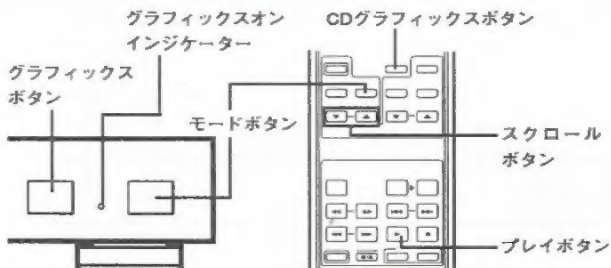 グラフィックスオン
インジケーター
CDグラフィックスボタン
グラフィックス
ボタン
モードボタン
スクロール
ボタン
プレイボタン